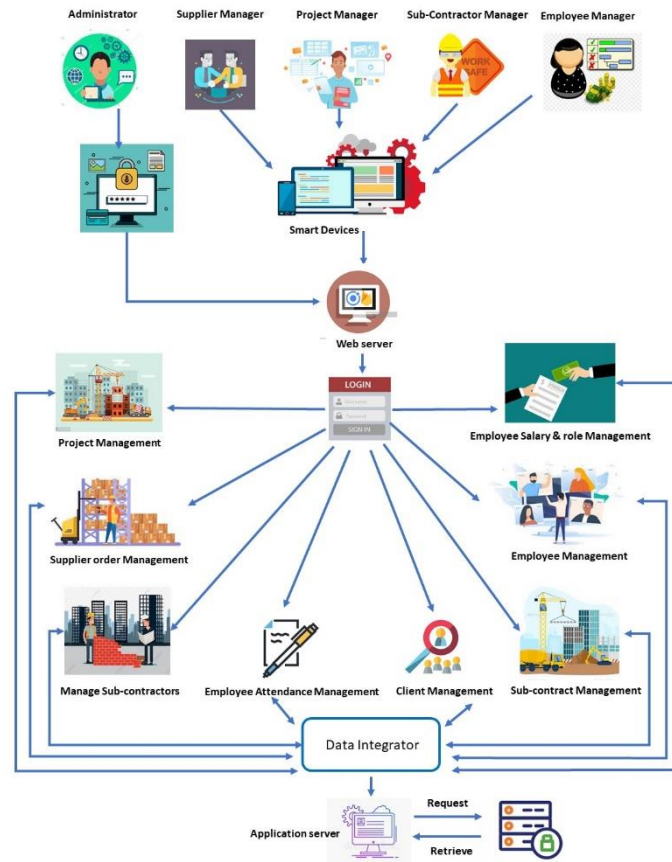 Administrator
Supplier Manager
Project Manager
Sub-Contractor Manager
Employee Manager
WORK
SAFE
*****
Smart Devices
Web server
LOGIN
Username
Password
SIGN IN
Project Management
Employee Salary & role Management
Supplier order Management
Employee Management
Manage Sub-contractors
Employee Attendance Management
Client Management
Sub-contract Management
Data Integrator
Application server
Request
Retrieve